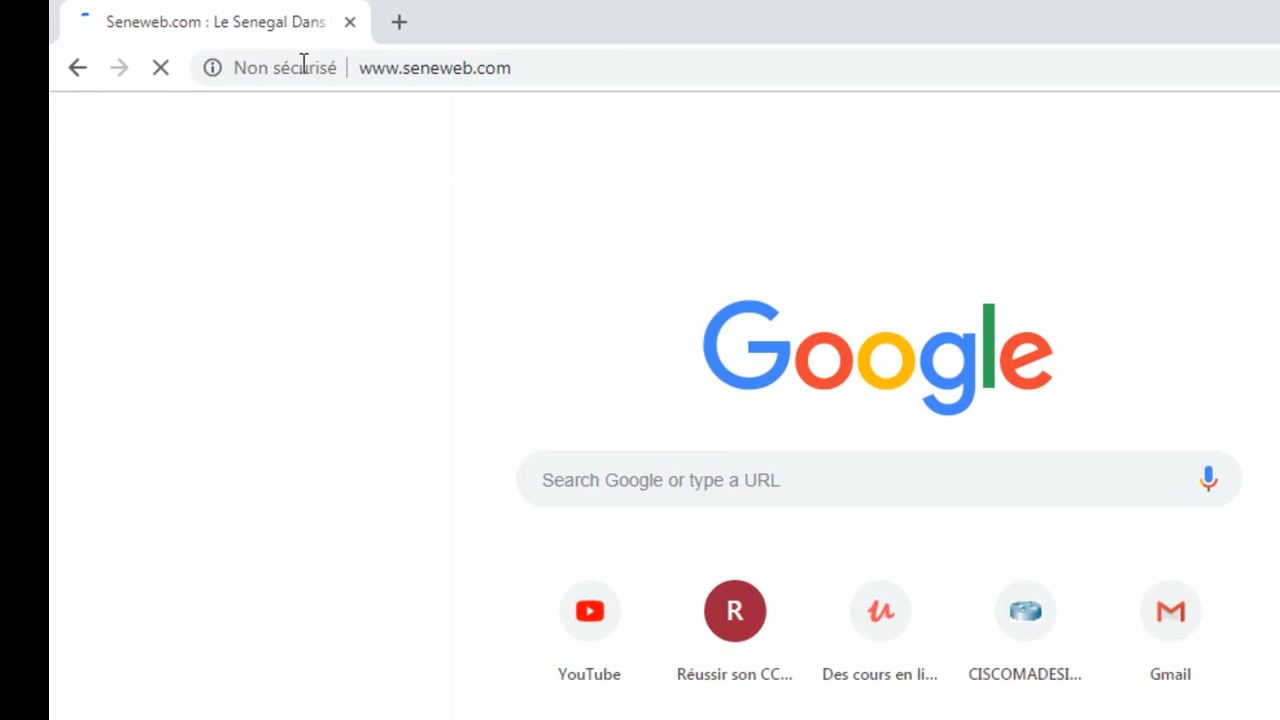 Seneweb.com : Le Senegal Dans
Non sécurisé www.seneweb.com
Google
Search Google or type a URL
R
YouTube
Réussir son CC...
Des cours en li...
CISCOMADESI...
Gmail